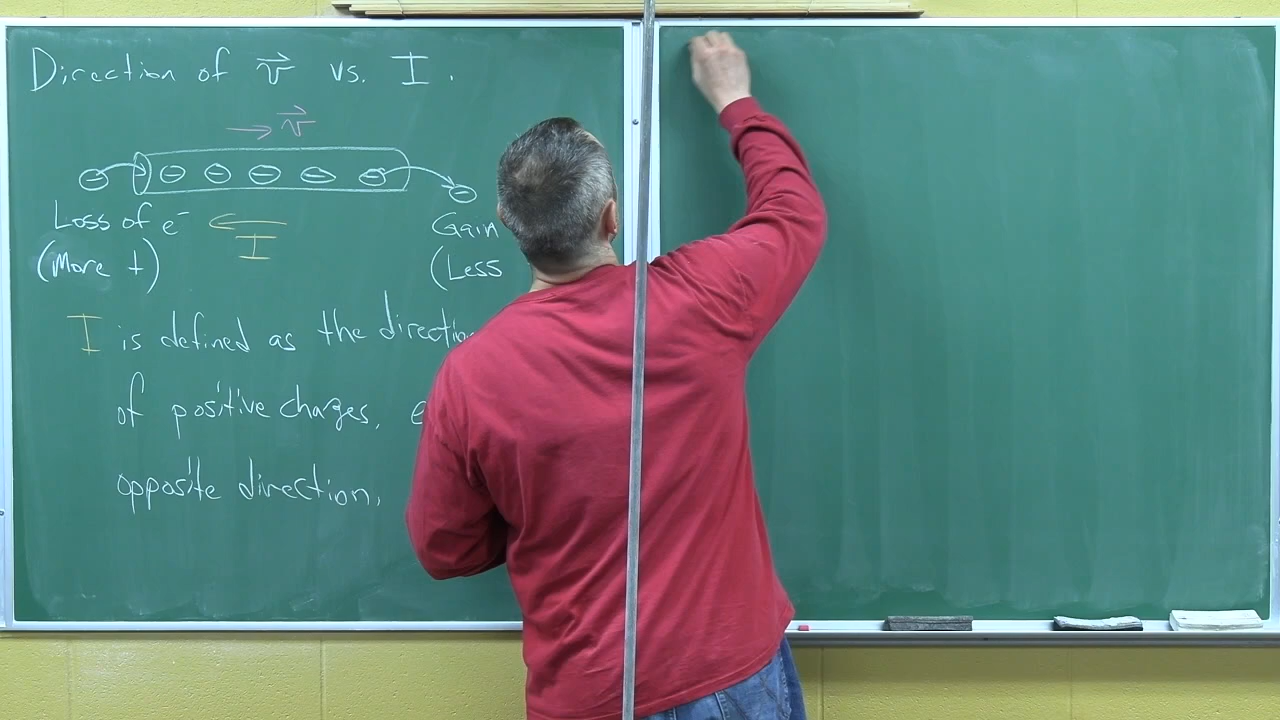 Direction of v⃗ vs. I.
→ v⃗
⊖ ⊖ ⊖ ⊖ ⊖ ⊖ ⊖
Loss of e⁻ ← Gain
(More +) I (Less
I is defined as the direction
of positive charges, e
opposite direction,